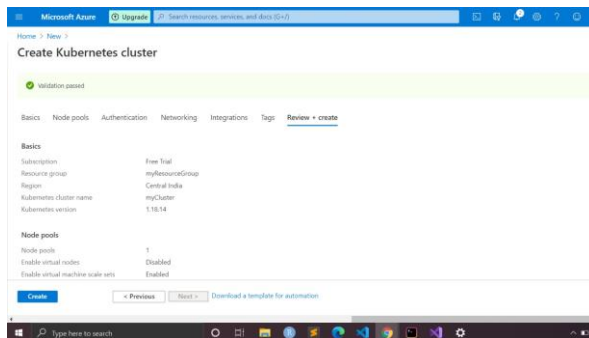 Microsoft Azure Upgrade Search resources, services, and docs (G+/)
Home > New >
Create Kubernetes cluster
Validation passed
Basics Node pools Authentication Networking Integrations Tags Review + create
Basics
Subscription Free Trial
Resource group myResourceGroup
Region Central India
Kubernetes cluster name myCluster
Kubernetes version 1.18.14
Node pools
Node pools 1
Enable virtual nodes Disabled
Enable virtual machine scale sets Enabled
Create < Previous Next > Download a template for automation
Type here to search